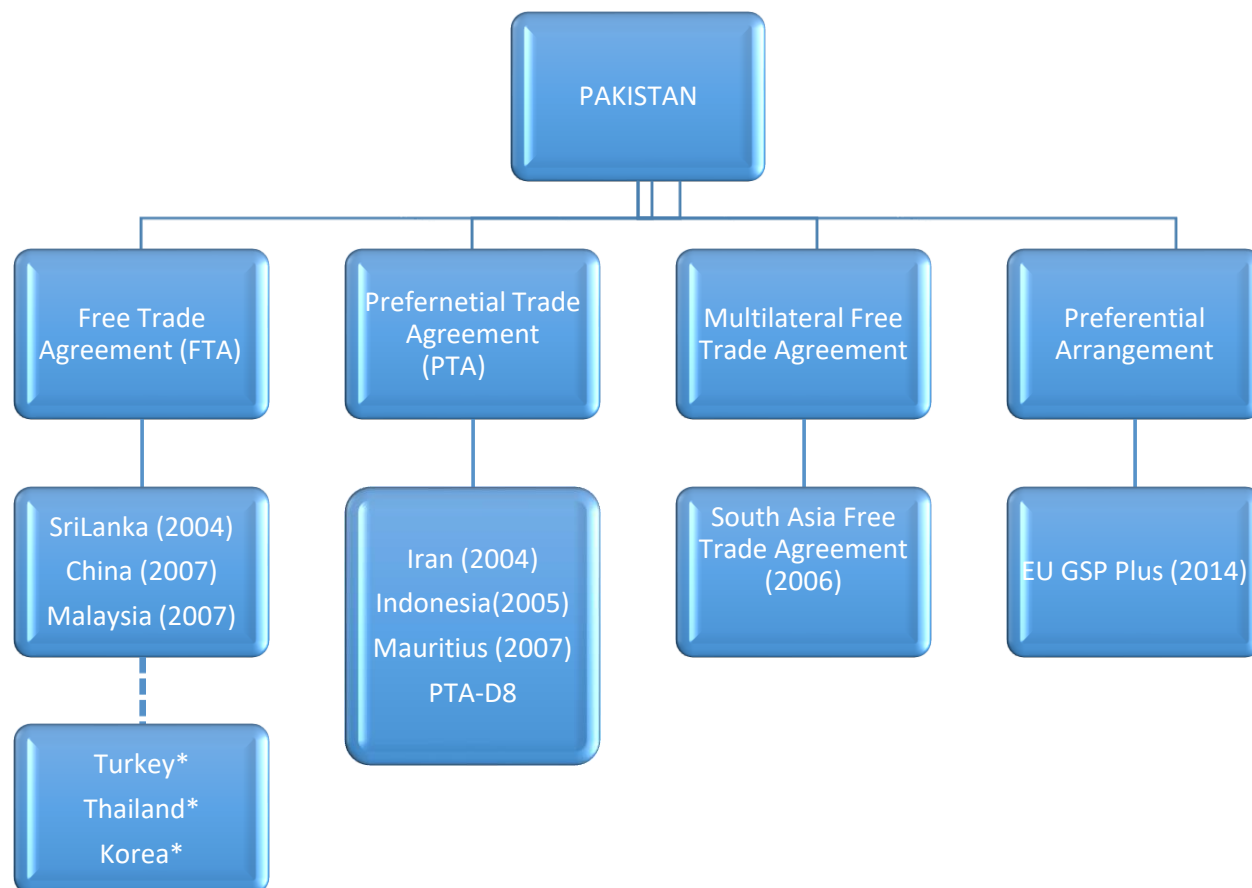 PAKISTAN
Free Trade
Agreement (FTA)
Prefernetial Trade
Agreement
(PTA)
Multilateral Free
Trade Agreement
Preferential
Arrangement
SriLanka (2004)
China (2007)
Malaysia (2007)
Iran (2004)
Indonesia(2005)
Mauritius (2007)
PTA-D8
South Asia Free
Trade Agreement
(2006)
EU GSP Plus (2014)
Turkey*
Thailand*
Korea*